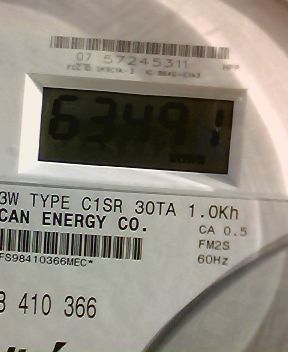 07 57245311
63491
3W TYPE C1SR 30TA 1.0Kh
CAN ENERGY CO.
CA 0.5
FM2S
60Hz
FS98410366MEC*
410 366